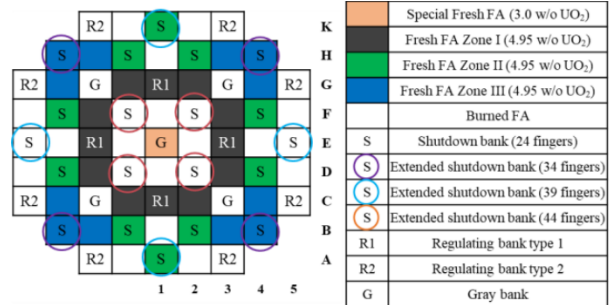 R2 S R2 K
S S S S H
R2 G R1 G R2 G
S S S S F
S R1 G R1 S E
S S S S D
R2 G R1 G R2 C
S S S S B
R2 S R2 A
1 2 3 4 5
Special Fresh FA (3.0 w/o UO₂)
Fresh FA Zone I (4.95 w/o UO₂)
Fresh FA Zone II (4.95 w/o UO₂)
Fresh FA Zone III (4.95 w/o UO₂)
Burned FA
S Shutdown bank (24 fingers)
S Extended shutdown bank (34 fingers)
S Extended shutdown bank (39 fingers)
S Extended shutdown bank (44 fingers)
R1 Regulating bank type 1
R2 Regulating bank type 2
G Gray bank